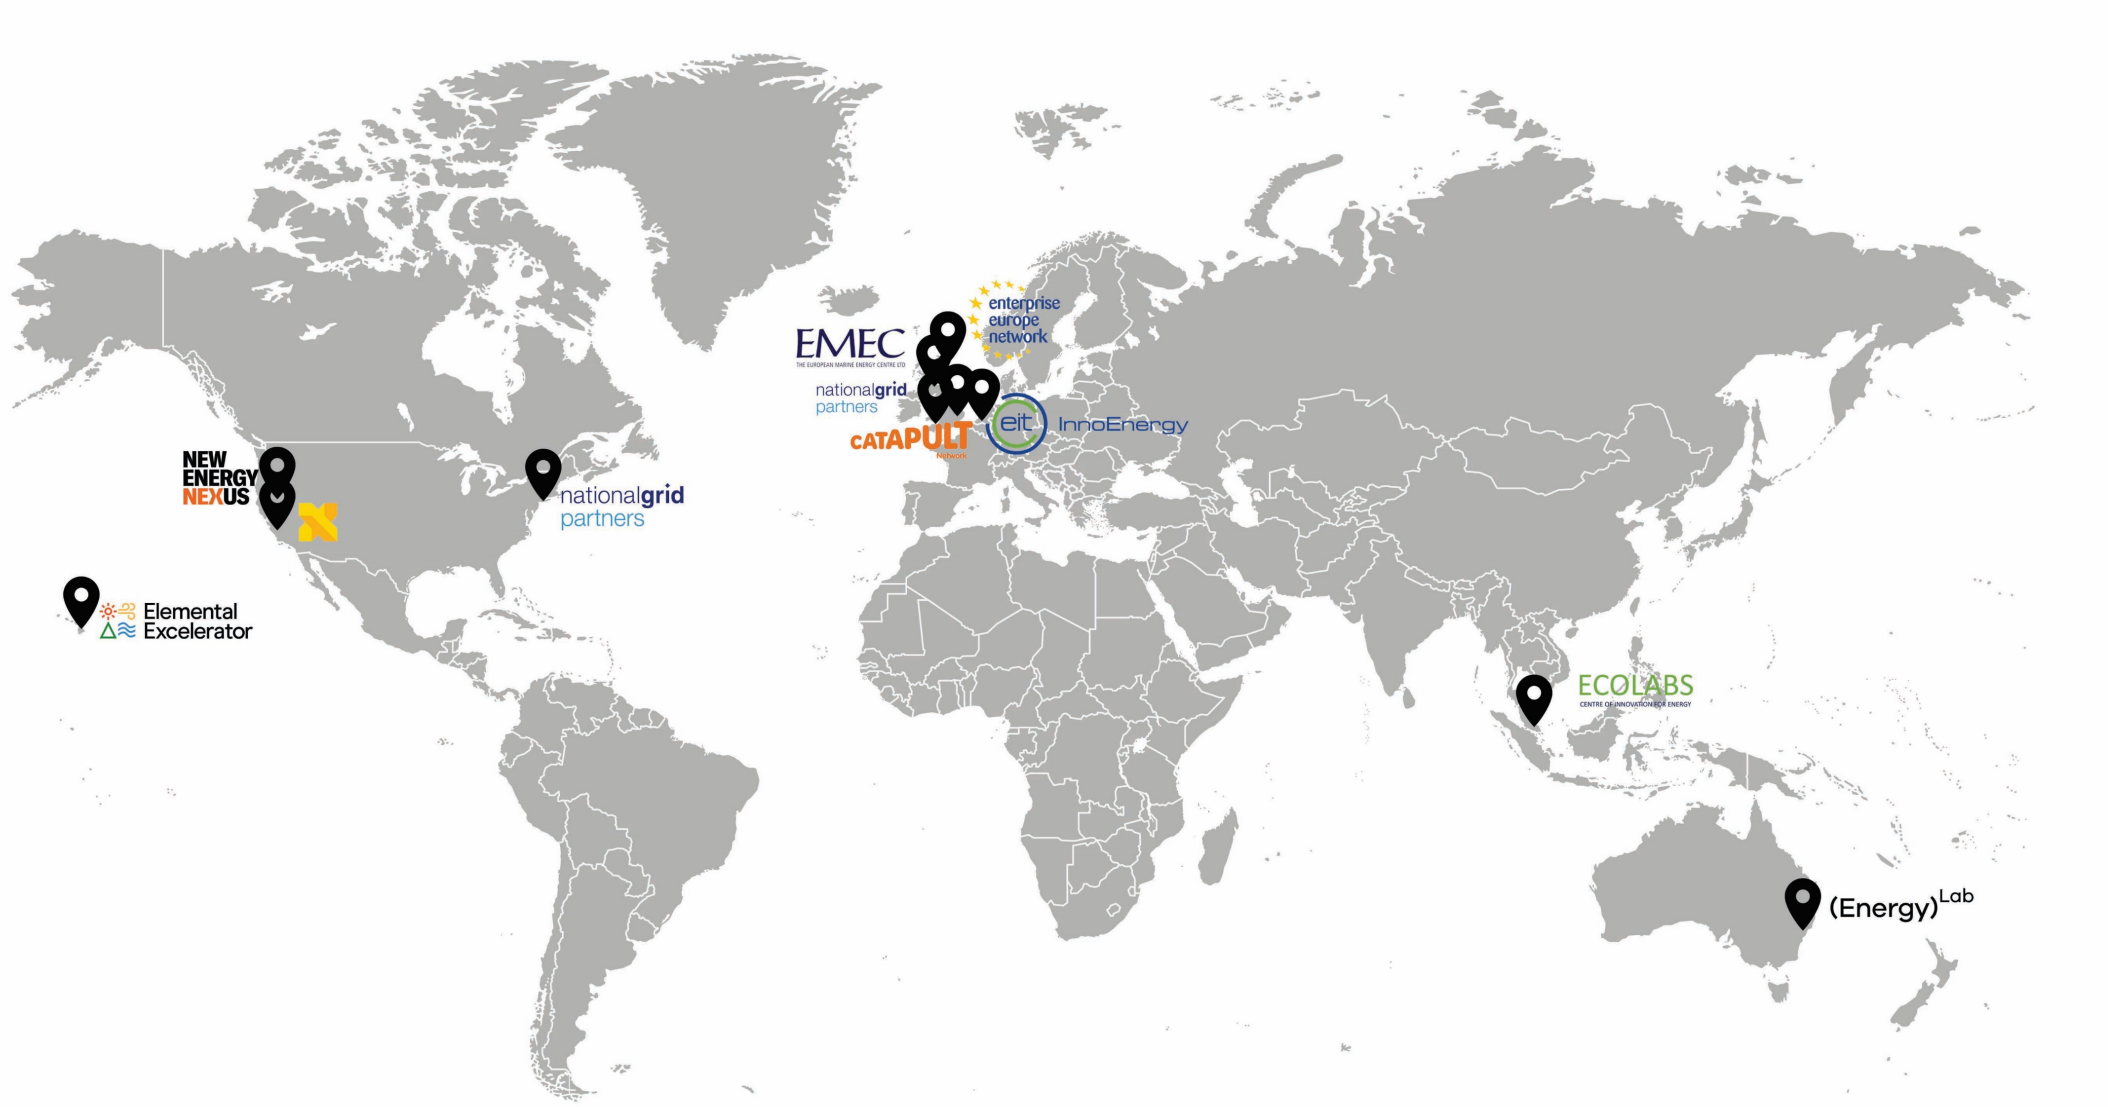 enterprise
europe
network
EMEC
THE EUROPEAN MARINE ENERGY CENTRE LTD
nationalgrid
partners
eit InnoEnergy
CATAPULT
Network
NEW
ENERGY
NEXUS
nationalgrid
partners
Elemental
Excelerator
ECOLABS
CENTRE OF INNOVATION FOR ENERGY
(Energy)Lab